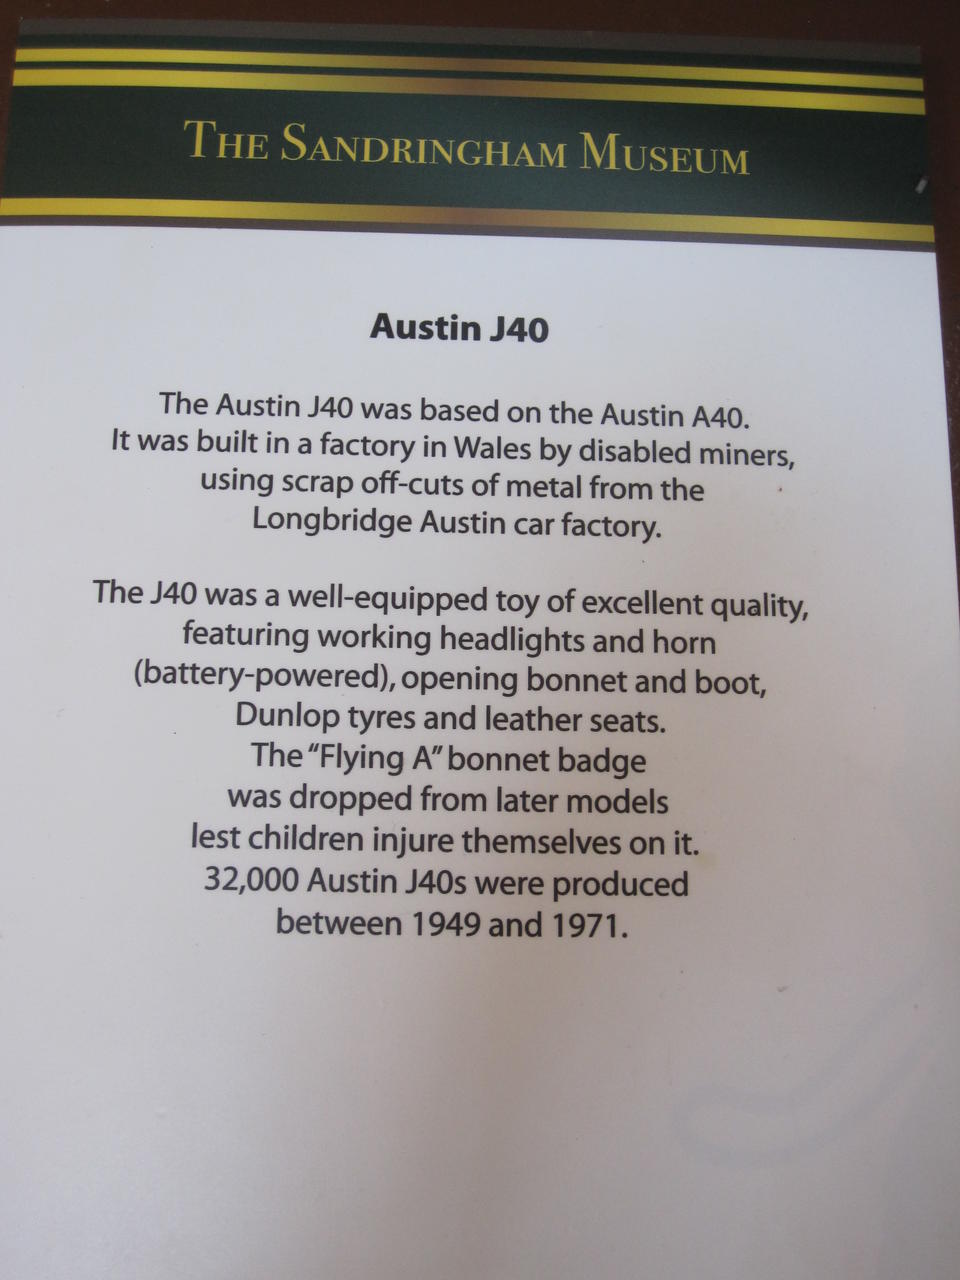 THE SANDRINGHAM MUSEUM
Austin J40
The Austin J40 was based on the Austin A40.
It was built in a factory in Wales by disabled miners,
using scrap off-cuts of metal from the
Longbridge Austin car factory.
The J40 was a well-equipped toy of excellent quality,
featuring working headlights and horn
(battery-powered), opening bonnet and boot,
Dunlop tyres and leather seats.
The “Flying A” bonnet badge
was dropped from later models
lest children injure themselves on it.
32,000 Austin J40s were produced
between 1949 and 1971.